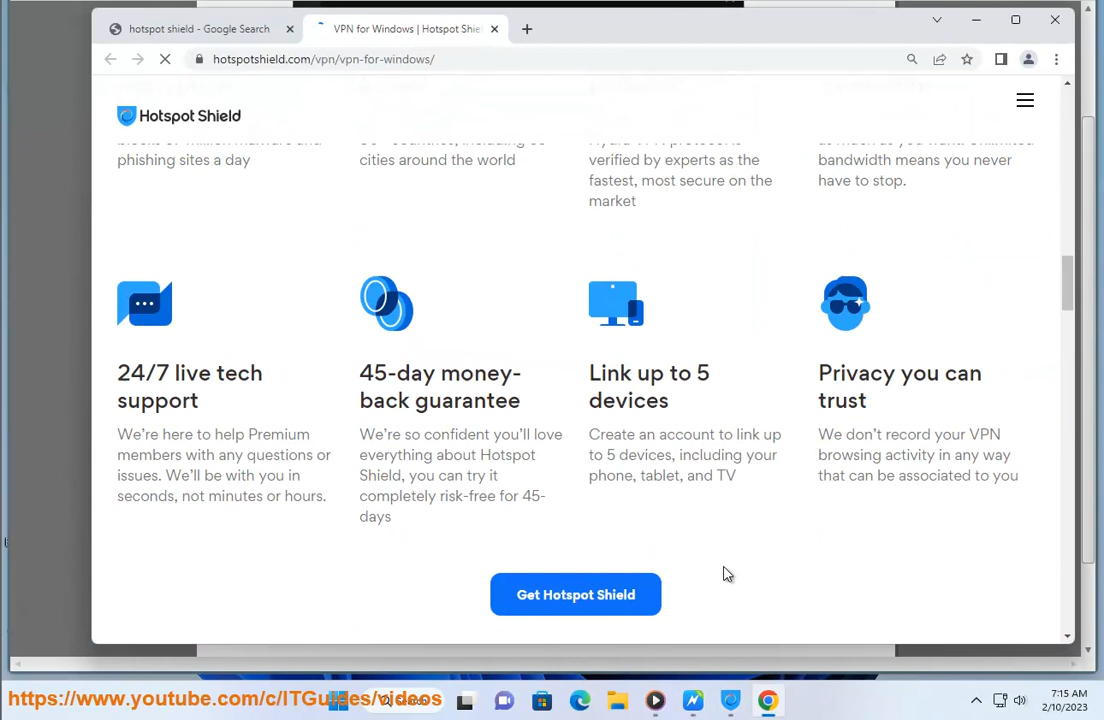 hotspot shield - Google Search
VPN for Windows | Hotspot Shie
hotspotshield.com/vpn/vpn-for-windows/
Hotspot Shield
phishing sites a day
cities around the world
verified by experts as the
fastest, most secure on the
market
bandwidth means you never
have to stop.
24/7 live tech
support
We're here to help Premium
members with any questions or
issues. We'll be with you in
seconds, not minutes or hours.
45-day money-
back guarantee
We're so confident you'll love
everything about Hotspot
Shield, you can try it
completely risk-free for 45-
days
Link up to 5
devices
Create an account to link up
to 5 devices, including your
phone, tablet, and TV
Privacy you can
trust
We don't record your VPN
browsing activity in any way
that can be associated to you
Get Hotspot Shield
https://www.youtube.com/c/ITGuides/videos
7:15 AM
2/10/2023